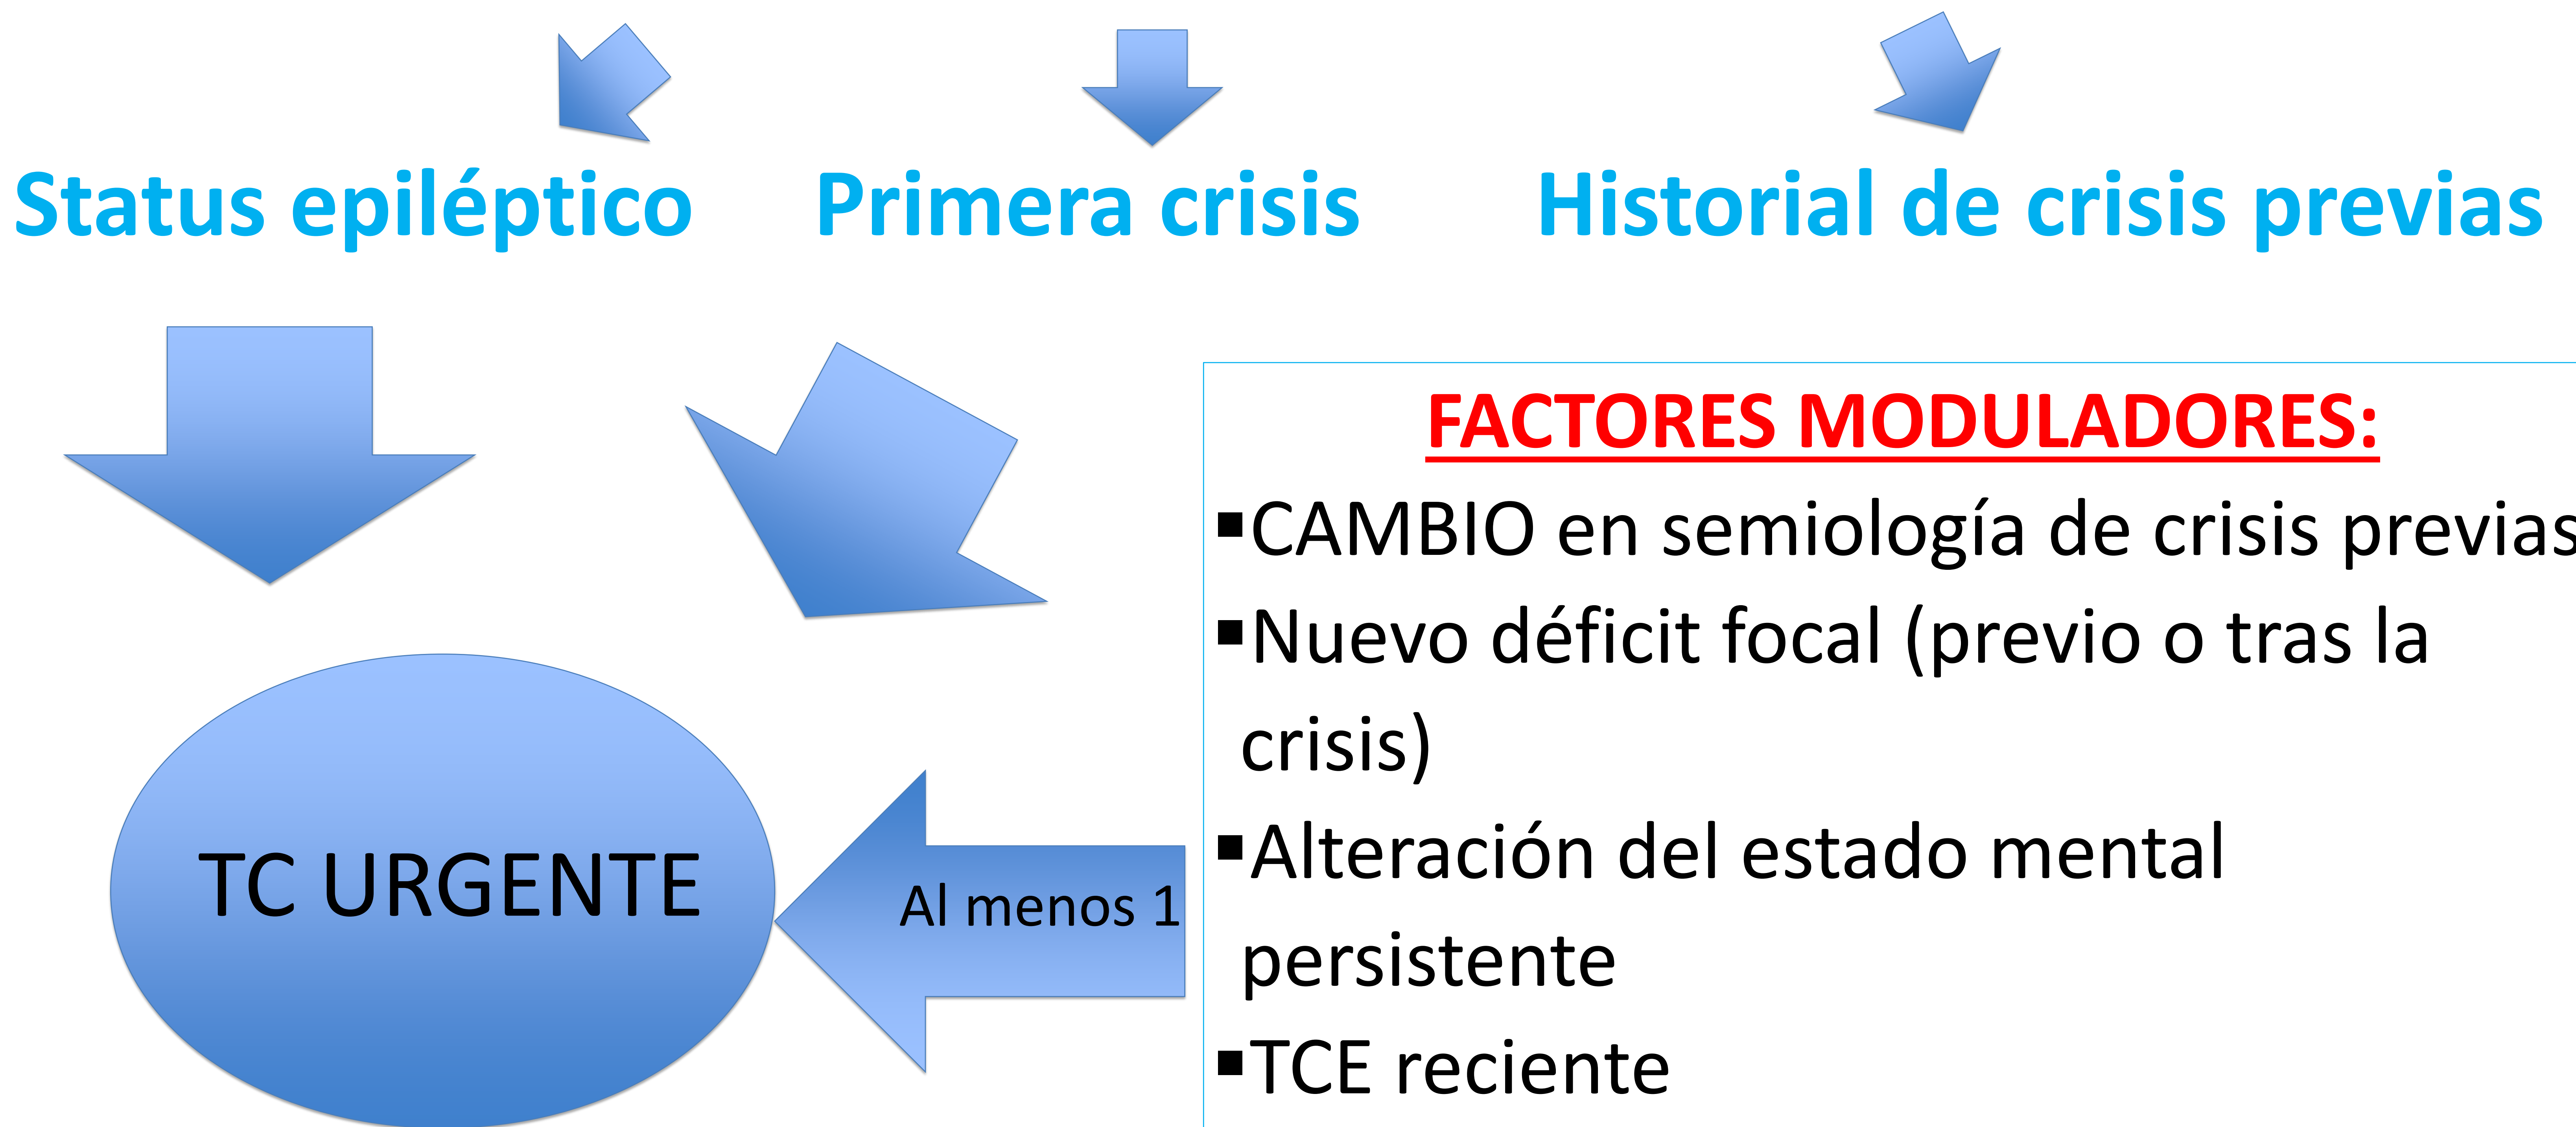 Status epiléptico
Primera crisis
Historial de crisis previas
FACTORES MODULADORES:
▪CAMBIO en semiología de crisis previas
▪Nuevo déficit focal (previo o tras la
crisis)
▪Alteración del estado mental
persistente
▪TCE reciente
Al menos 1
TC URGENTE